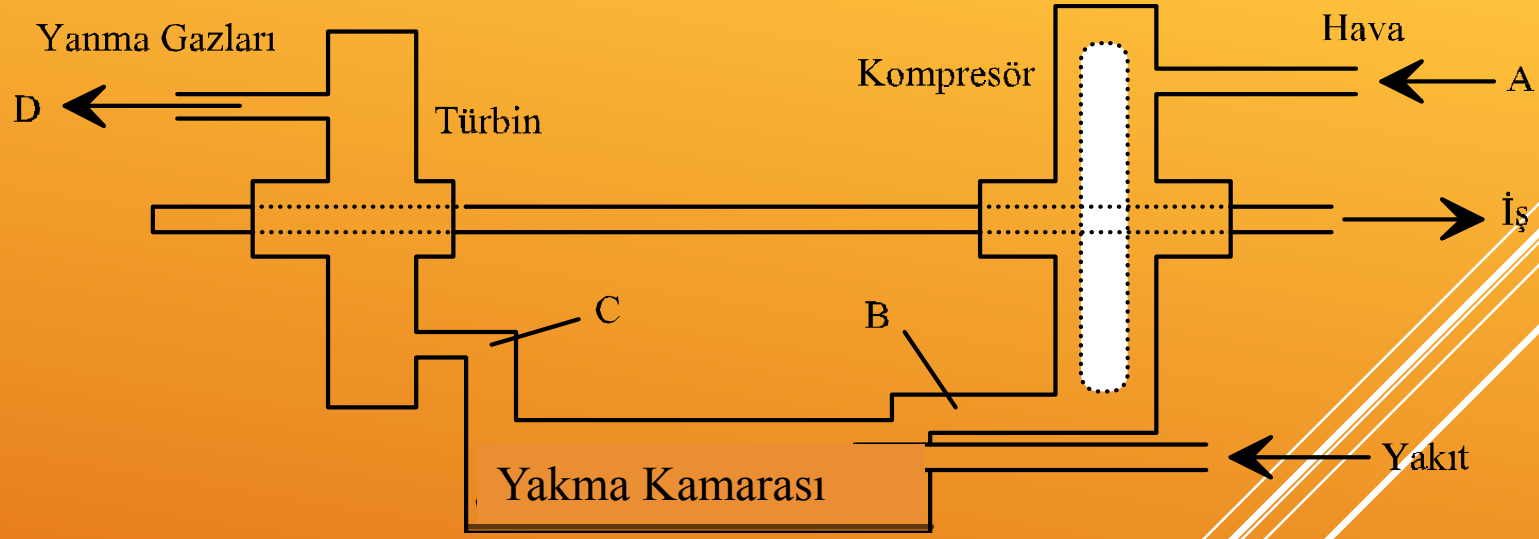 Yanma Gazları
Hava
Kompresör
A
D
Türbin
İş
C
B
Yakıt
Yakma Kamarası